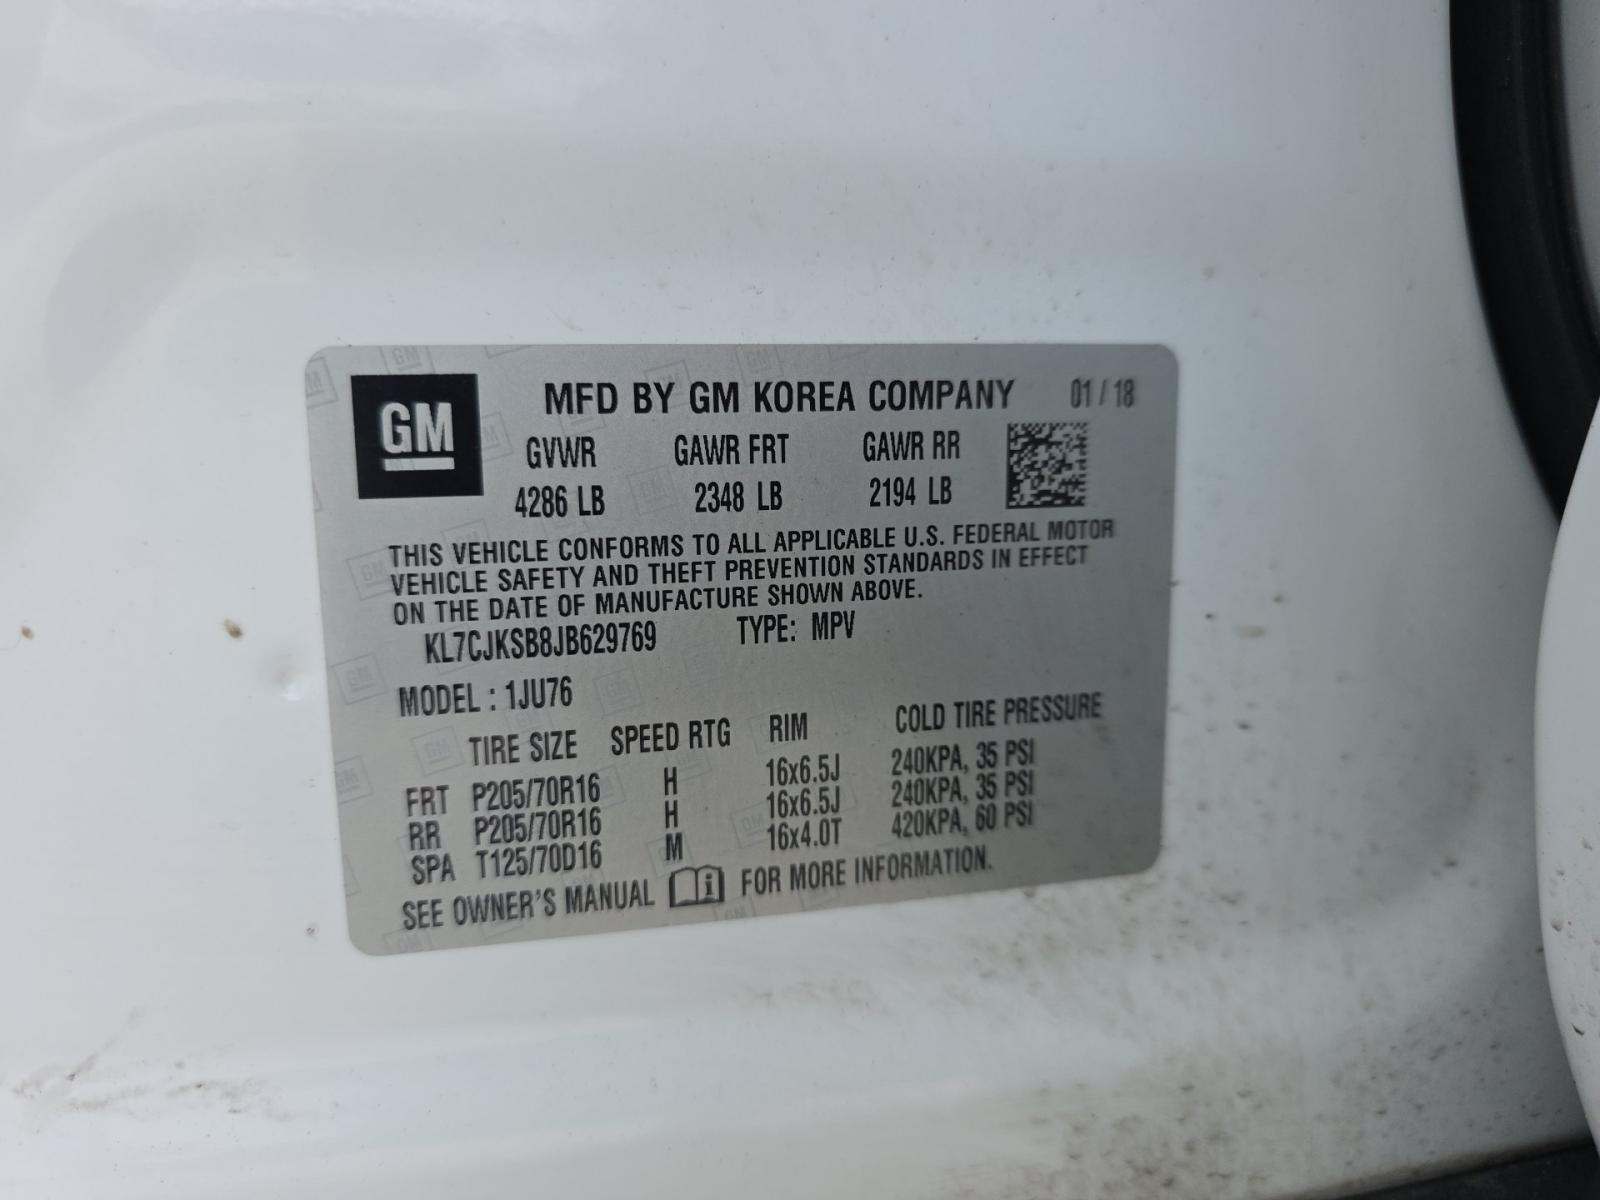 GM
MFD BY GM KOREA COMPANY 01 / 18
GVWR GAWR FRT GAWR RR
4286 LB 2348 LB 2194 LB
THIS VEHICLE CONFORMS TO ALL APPLICABLE U.S. FEDERAL MOTOR
VEHICLE SAFETY AND THEFT PREVENTION STANDARDS IN EFFECT
ON THE DATE OF MANUFACTURE SHOWN ABOVE.
KL7CJKSB8JB629769 TYPE: MPV
MODEL : 1JU76
TIRE SIZE SPEED RTG RIM COLD TIRE PRESSURE
FRT P205/70R16 H 16x6.5J 240KPA, 35 PSI
RR P205/70R16 H 16x6.5J 240KPA, 35 PSI
SPA T125/70D16 M 16x4.0T 420KPA, 60 PSI
SEE OWNER'S MANUAL i FOR MORE INFORMATION.